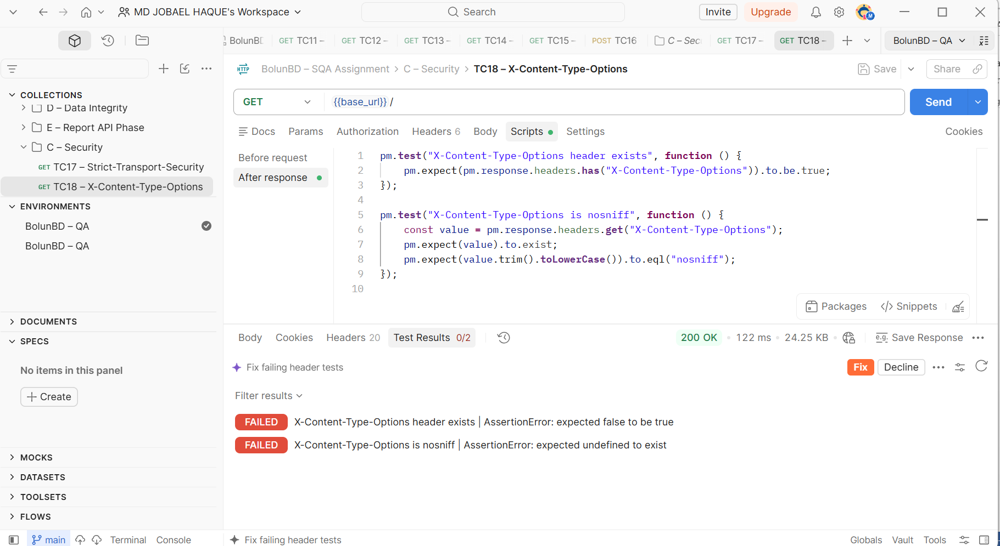 MD JOBAEL HAQUE's Workspace
Search
Invite
Upgrade
M
BolunBD
GET TC11 –
GET TC12 –
GET TC13 –
GET TC14 –
GET TC15 –
POST TC16
C – Sec
GET TC17 –
GET TC18 –
BolunBD – QA
HTTP
BolunBD – SQA Assignment > C – Security > TC18 – X-Content-Type-Options
Save
Share
COLLECTIONS
D – Data Integrity
E – Report API Phase
C – Security
GET TC17 – Strict-Transport-Security
GET TC18 – X-Content-Type-Options
ENVIRONMENTS
BolunBD – QA
BolunBD – QA
DOCUMENTS
SPECS
No items in this panel
+ Create
MOCKS
DATASETS
TOOLSETS
FLOWS
GET
{{base_url}} /
Send
Docs
Params
Authorization
Headers 6
Body
Scripts
Settings
Cookies
Before request
After response
1 pm.test("X-Content-Type-Options header exists", function () {
2 pm.expect(pm.response.headers.has("X-Content-Type-Options")).to.be.true;
3 });
4
5 pm.test("X-Content-Type-Options is nosniff", function () {
6 const value = pm.response.headers.get("X-Content-Type-Options");
7 pm.expect(value).to.exist;
8 pm.expect(value.trim().toLowerCase()).to.eql("nosniff");
9 });
10
Packages
</> Snippets
Body
Cookies
Headers 20
Test Results 0/2
200 OK • 122 ms • 24.25 KB
e.g. Save Response
Fix failing header tests
Fix
Decline
Filter results
FAILED X-Content-Type-Options header exists | AssertionError: expected false to be true
FAILED X-Content-Type-Options is nosniff | AssertionError: expected undefined to exist
main
Terminal
Console
Fix failing header tests
Globals
Vault
Tools